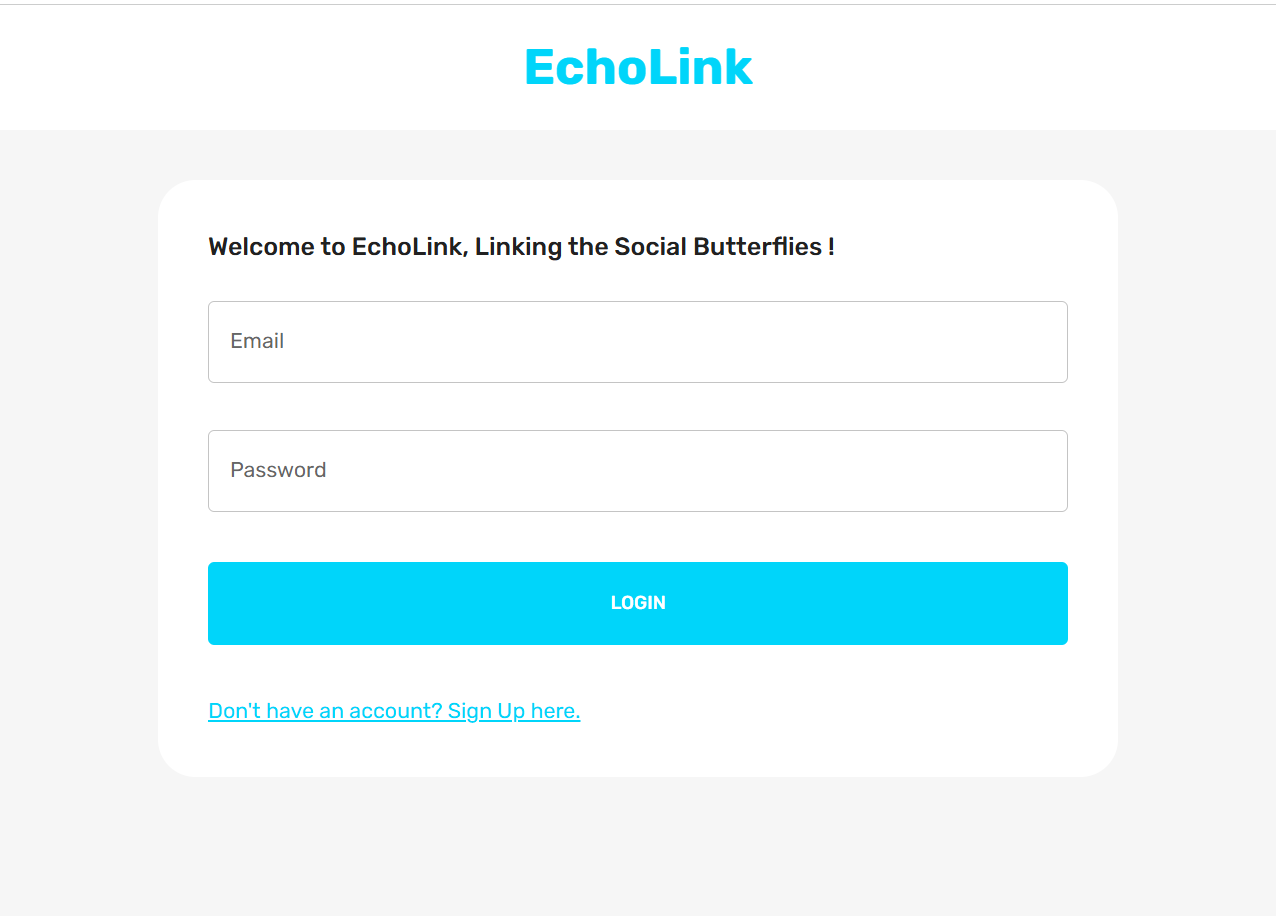 EchoLink
Welcome to EchoLink, Linking the Social Butterflies !
Email
Password
LOGIN
Don't have an account? Sign Up here.